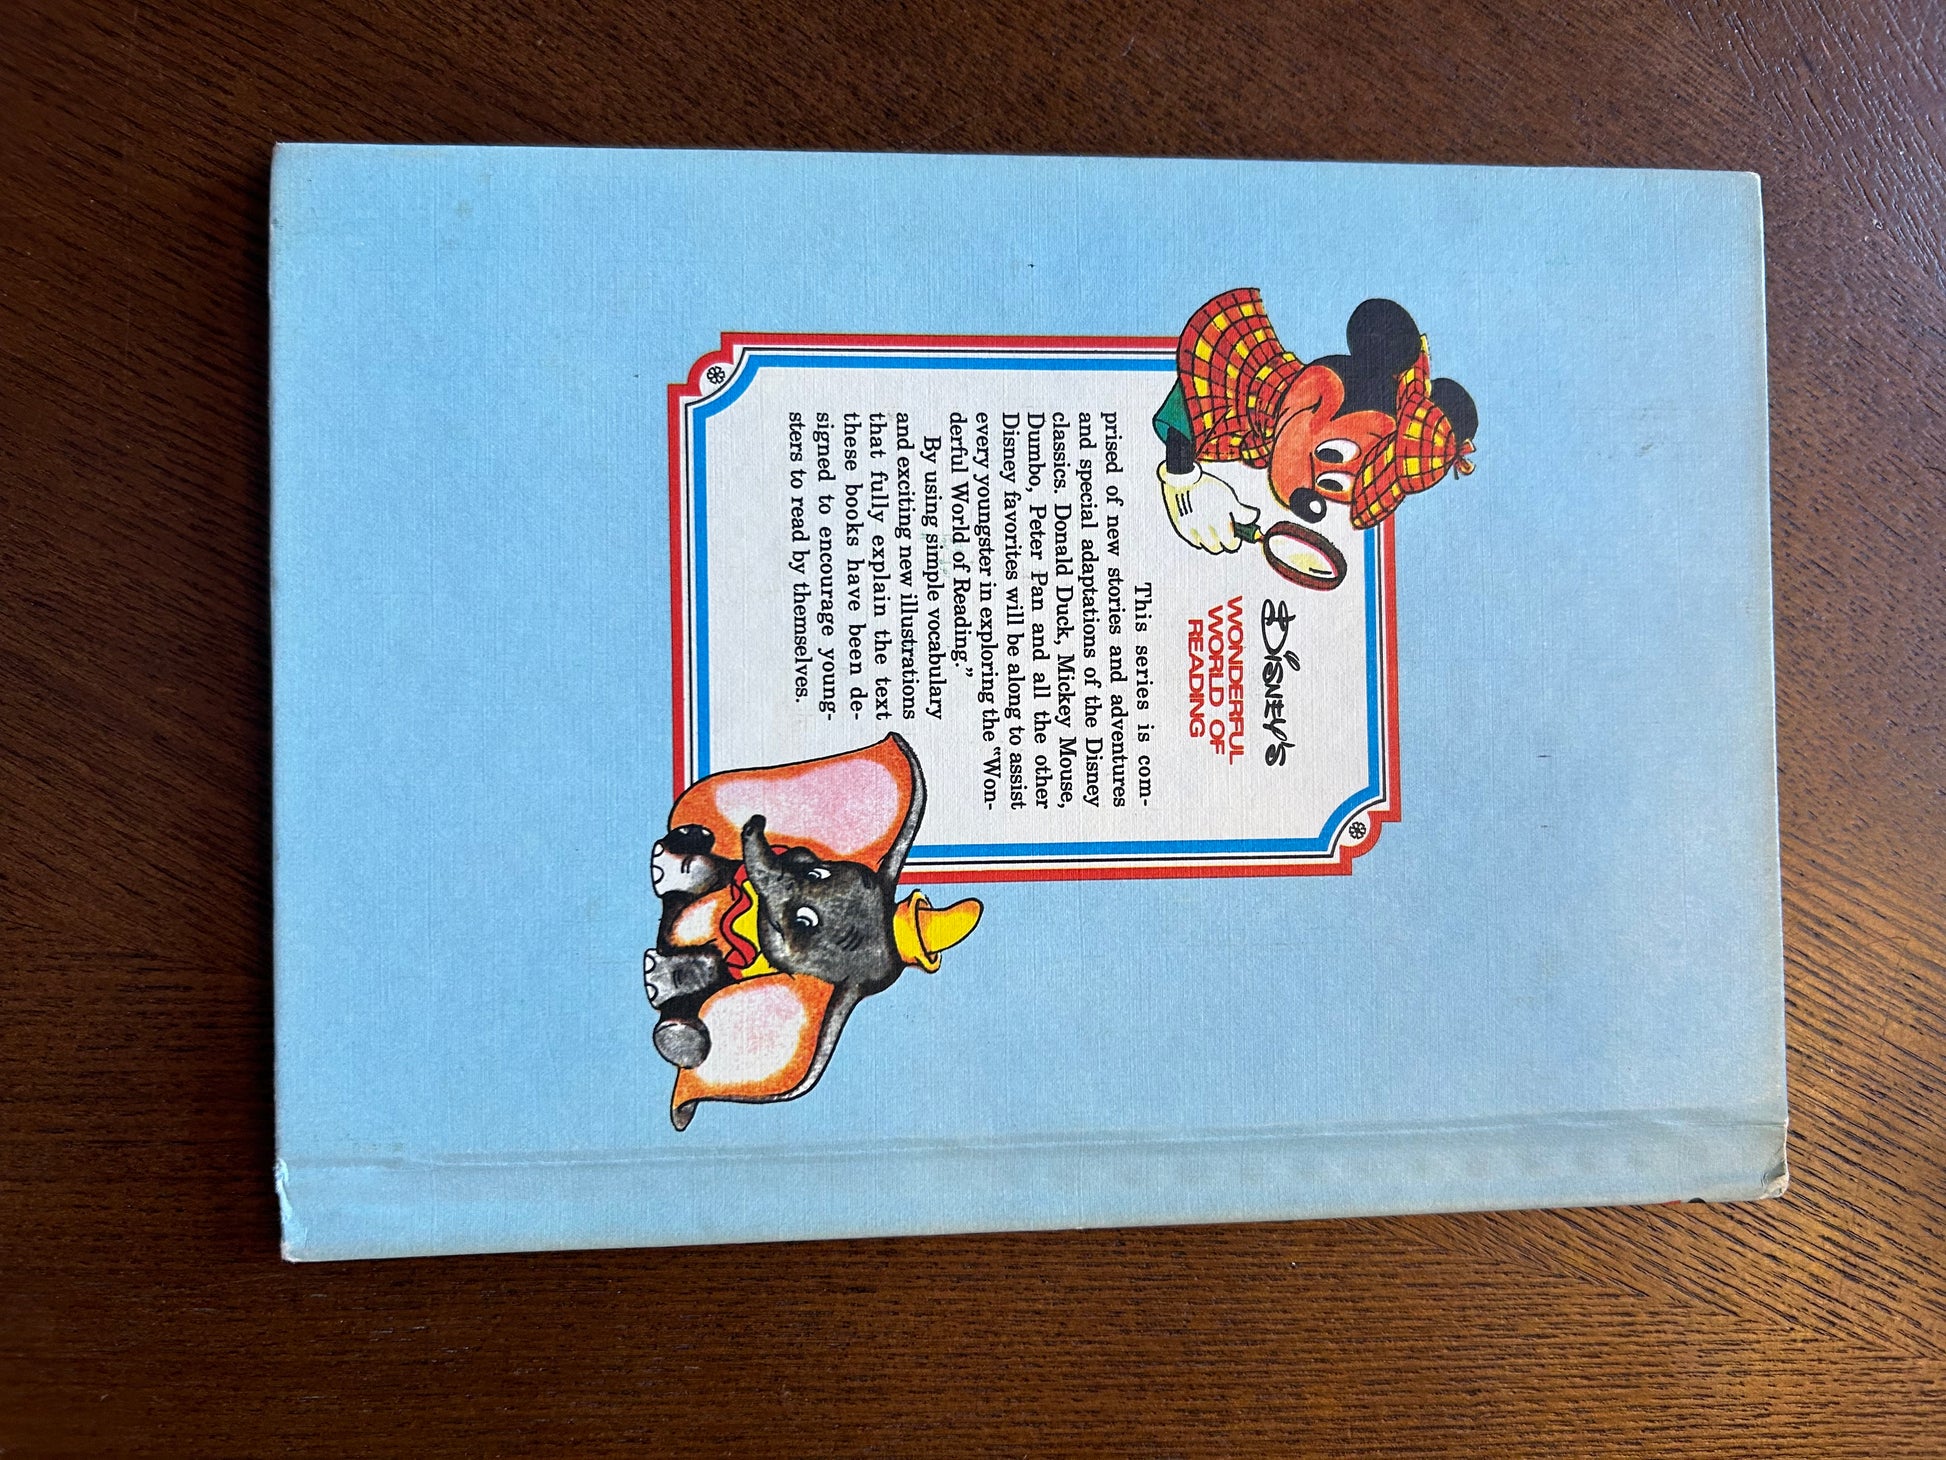 Disney's
WONDERFUL
WORLD OF
READING
This series is com-
prised of new stories and adventures
and special adaptations of the Disney
classics. Donald Duck, Mickey Mouse,
Dumbo, Peter Pan and all the other
Disney favorites will be along to assist
every youngster in exploring the “Won-
derful World of Reading.”
By using simple vocabulary
and exciting new illustrations
that fully explain the text
these books have been de-
signed to encourage young-
sters to read by themselves.